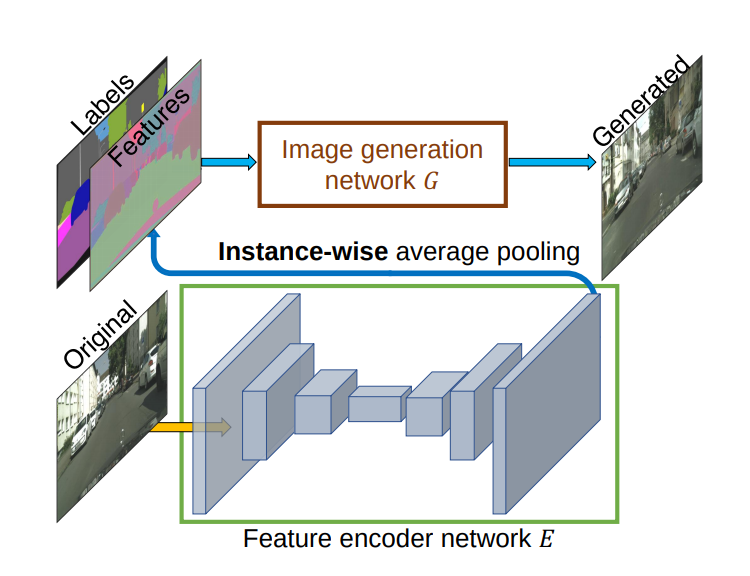 Labels
Features
Image generation
network G
Generated
Instance-wise average pooling
Original
Feature encoder network E